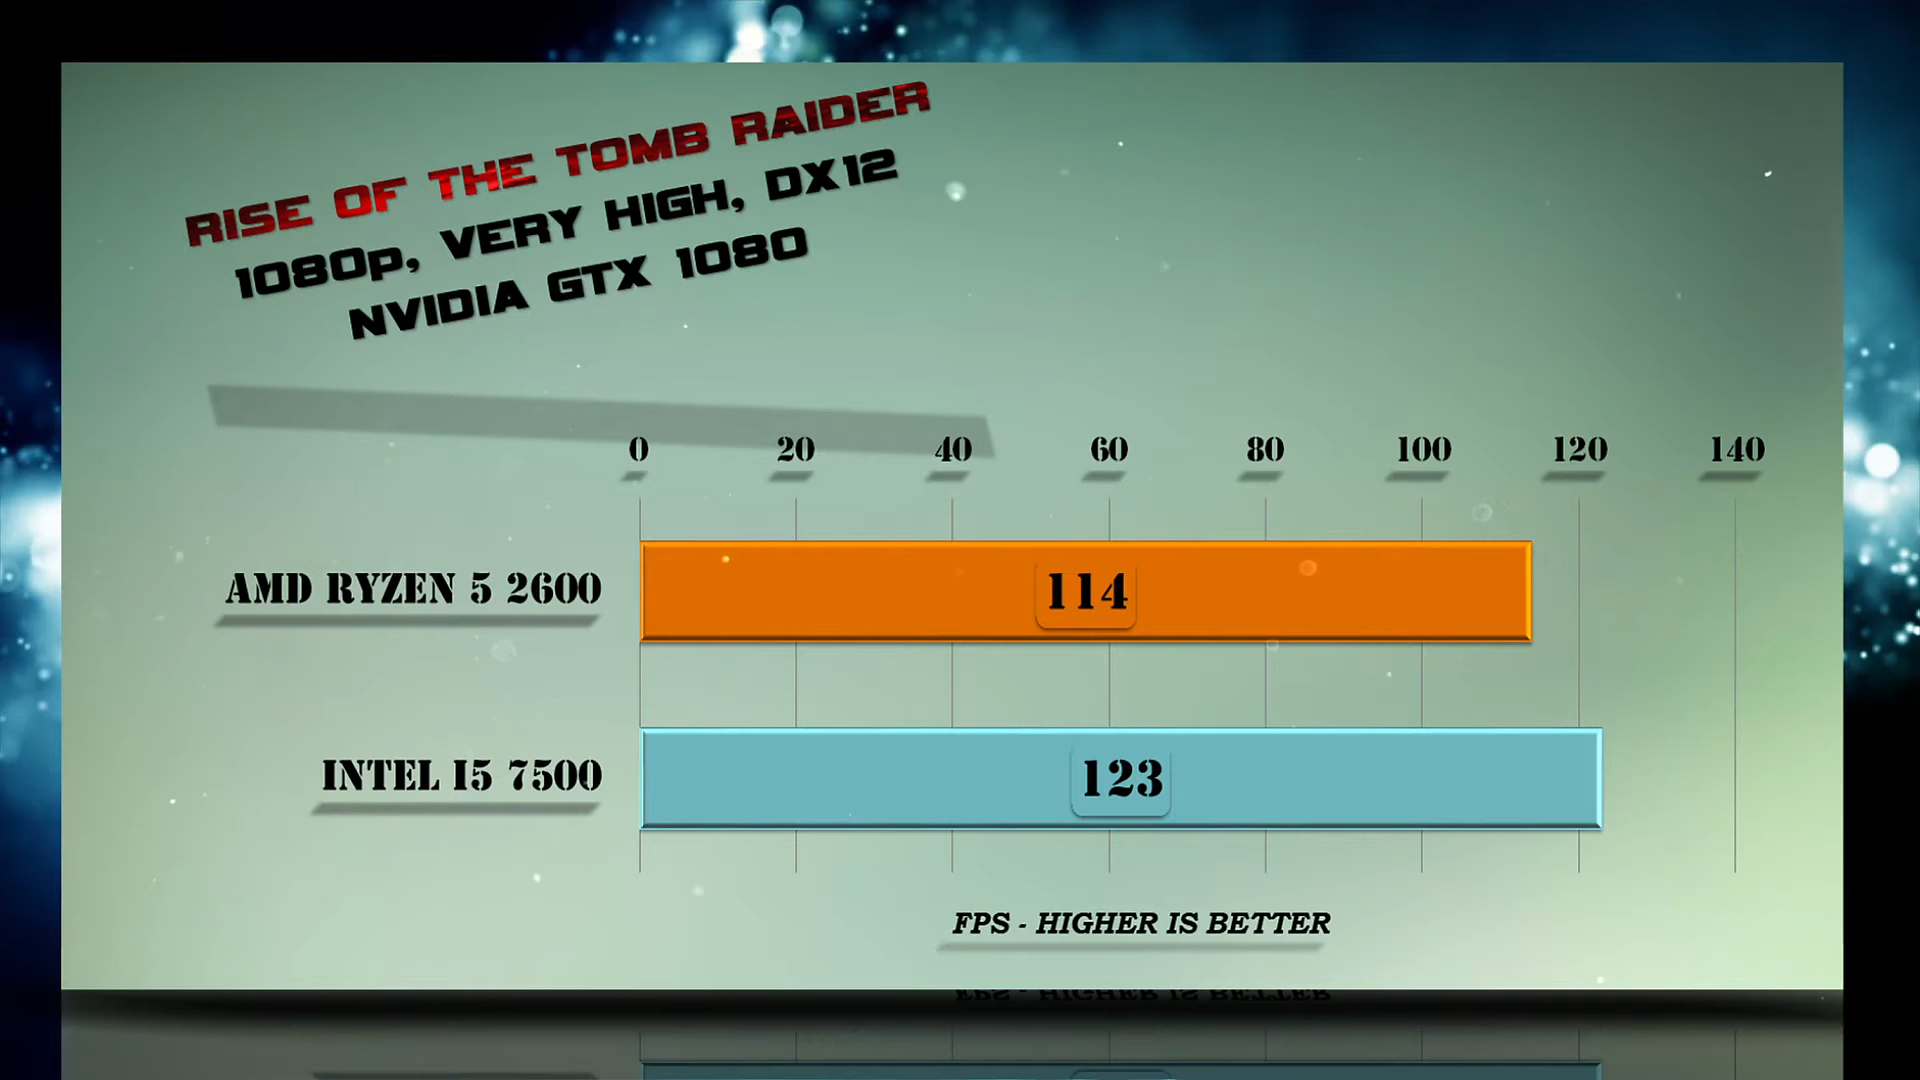 RISE OF THE TOMB RAIDER
1080p, VERY HIGH, DX12
NVIDIA GTX 1080
0 20 40 60 80 100 120 140
AMD RYZEN 5 2600
114
INTEL I5 7500
123
FPS - HIGHER IS BETTER